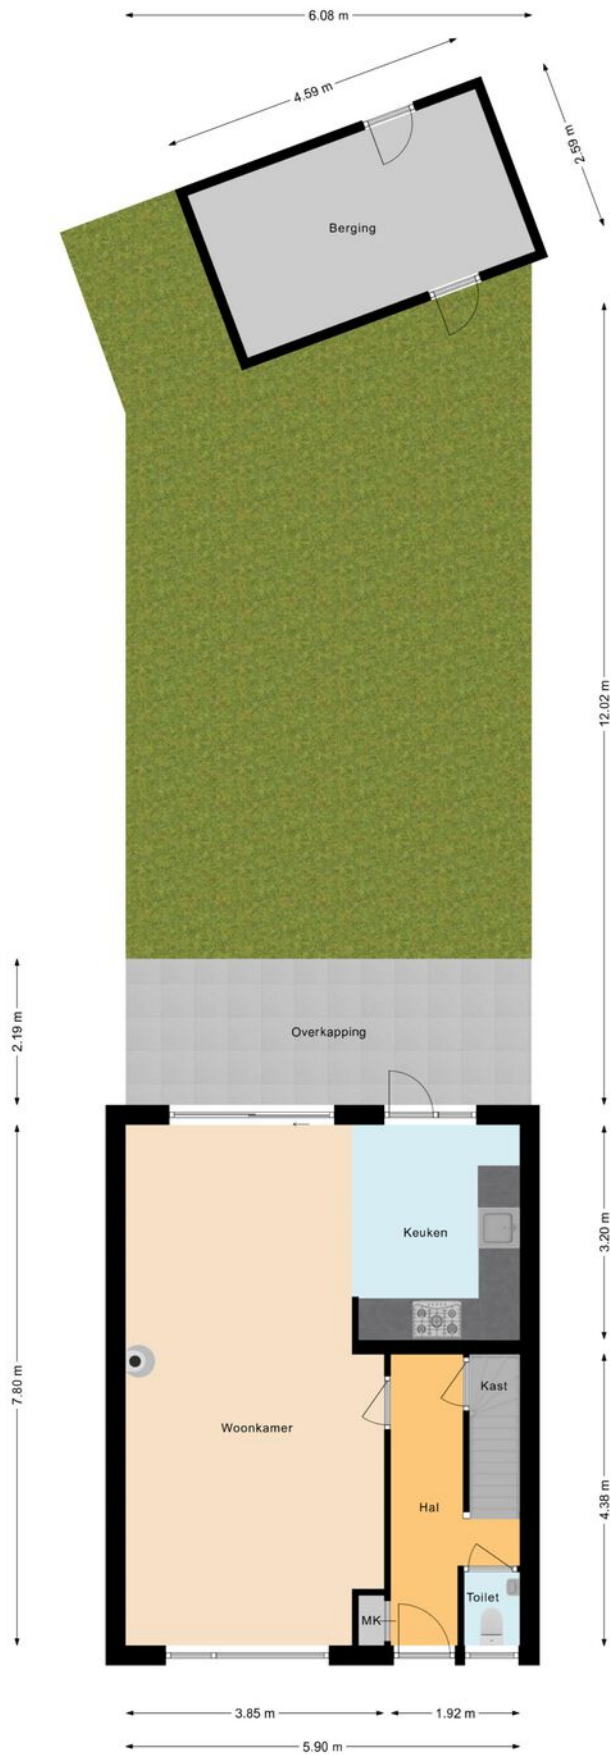 6.08 m
4.59 m
2.59 m
Berging
12.02 m
2.19 m
Overkapping
Keuken
3.20 m
7.80 m
Kast
Woonkamer
Hal
4.38 m
Toilet
MK
3.85 m
1.92 m
5.90 m